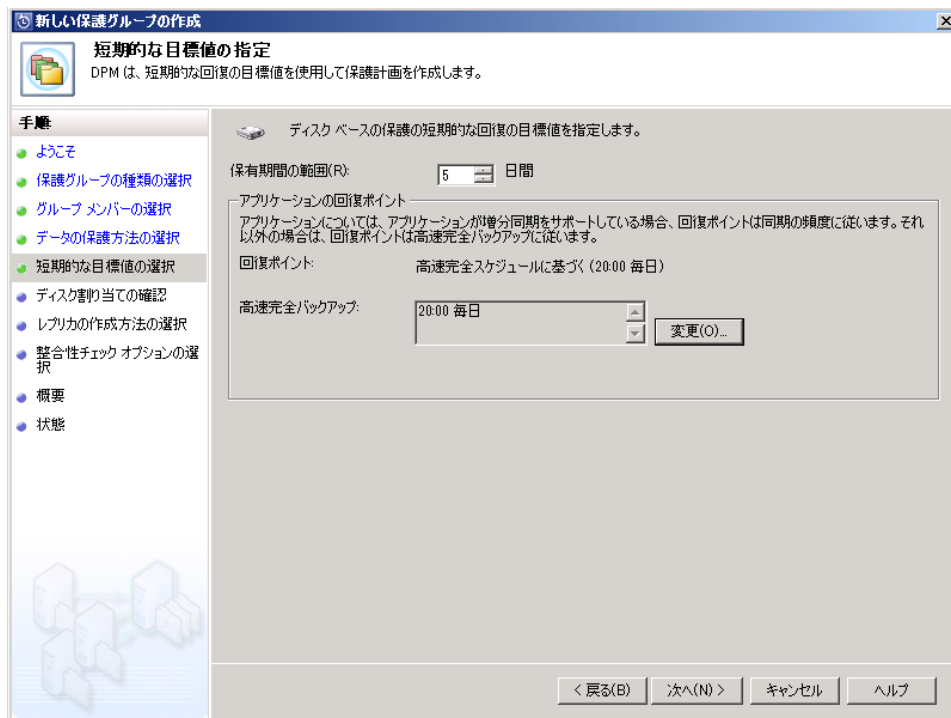 新しい保護グループの作成
短期的な目標値の指定
DPM は、短期的な回復の目標値を使用して保護計画を作成します。
手順
ようこそ
保護グループの種類の選択
グループ メンバーの選択
データの保護方法の選択
短期的な目標値の選択
ディスク割り当ての確認
レプリカの作成方法の選択
整合性チェック オプションの選
択
概要
状態
ディスク ベースの保護の短期的な回復の目標値を指定します。
保有期間の範囲(R):
5
日間
アプリケーションの回復ポイント
アプリケーションについては、アプリケーションが増分同期をサポートしている場合、回復ポイントは同期の頻度に従います。それ
以外の場合は、回復ポイントは高速完全バックアップに従います。
回復ポイント:
高速完全スケジュールに基づく (20:00 毎日)
高速完全バックアップ:
20:00 毎日
変更(O)...
< 戻る(B)
次へ(N) >
キャンセル
ヘルプ